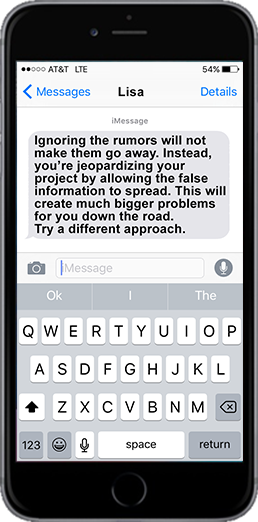 AT&T LTE 54%
Messages Lisa Details
iMessage
Ignoring the rumors will not
make them go away. Instead,
you're jeopardizing your
project by allowing the false
information to spread. This will
create much bigger problems
for you down the road.
Try a different approach.
Message
Ok I The
Q W E R T Y U I O P
A S D F G H J K L
Z X C V B N M
123 space return